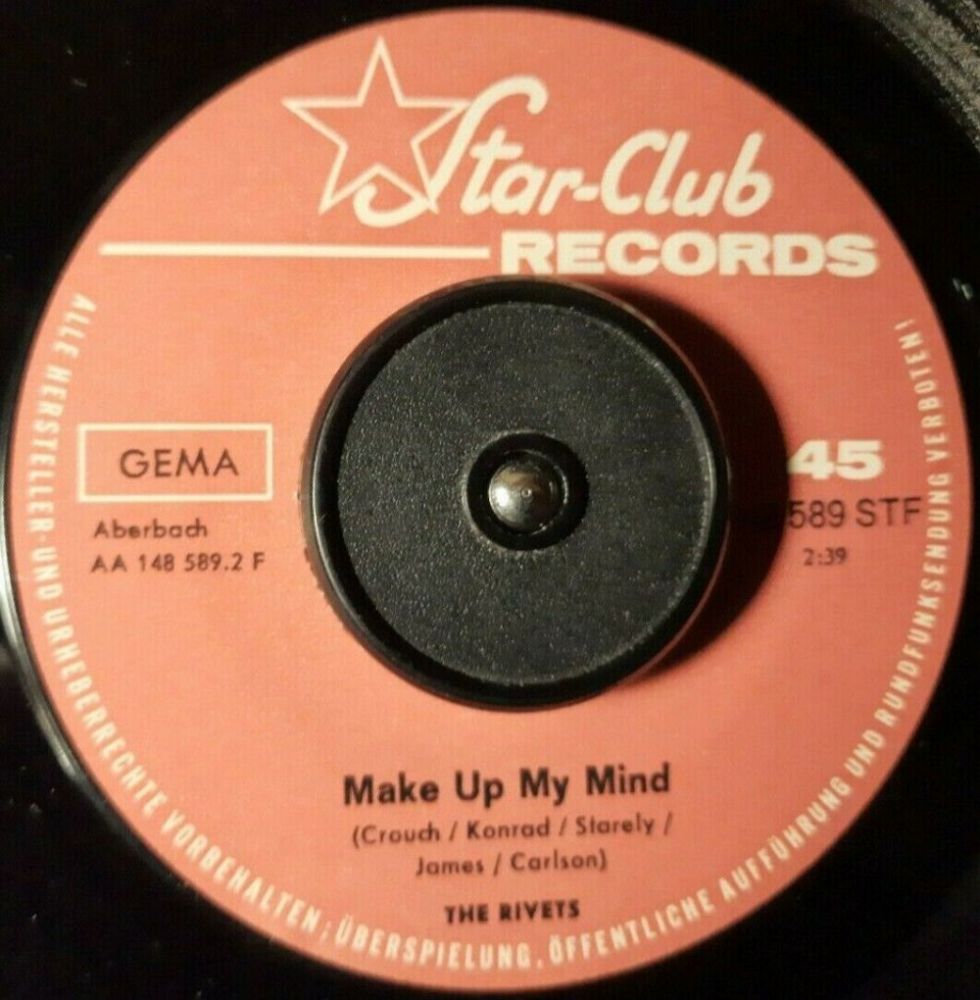 Star-Club
RECORDS
GEMA
Aberbach
AA 148 589.2 F
45
589 STF
2:39
Make Up My Mind
(Crouch / Konrad / Starely /
James / Carlson)
THE RIVETS
ALLE HERSTELLER- UND URHEBERRECHTE VORBEHALTEN; ÜBERSPIELUNG, ÖFFENTLICHE AUFFÜHRUNG UND RUNDFUNKSENDUNG VERBOTEN!